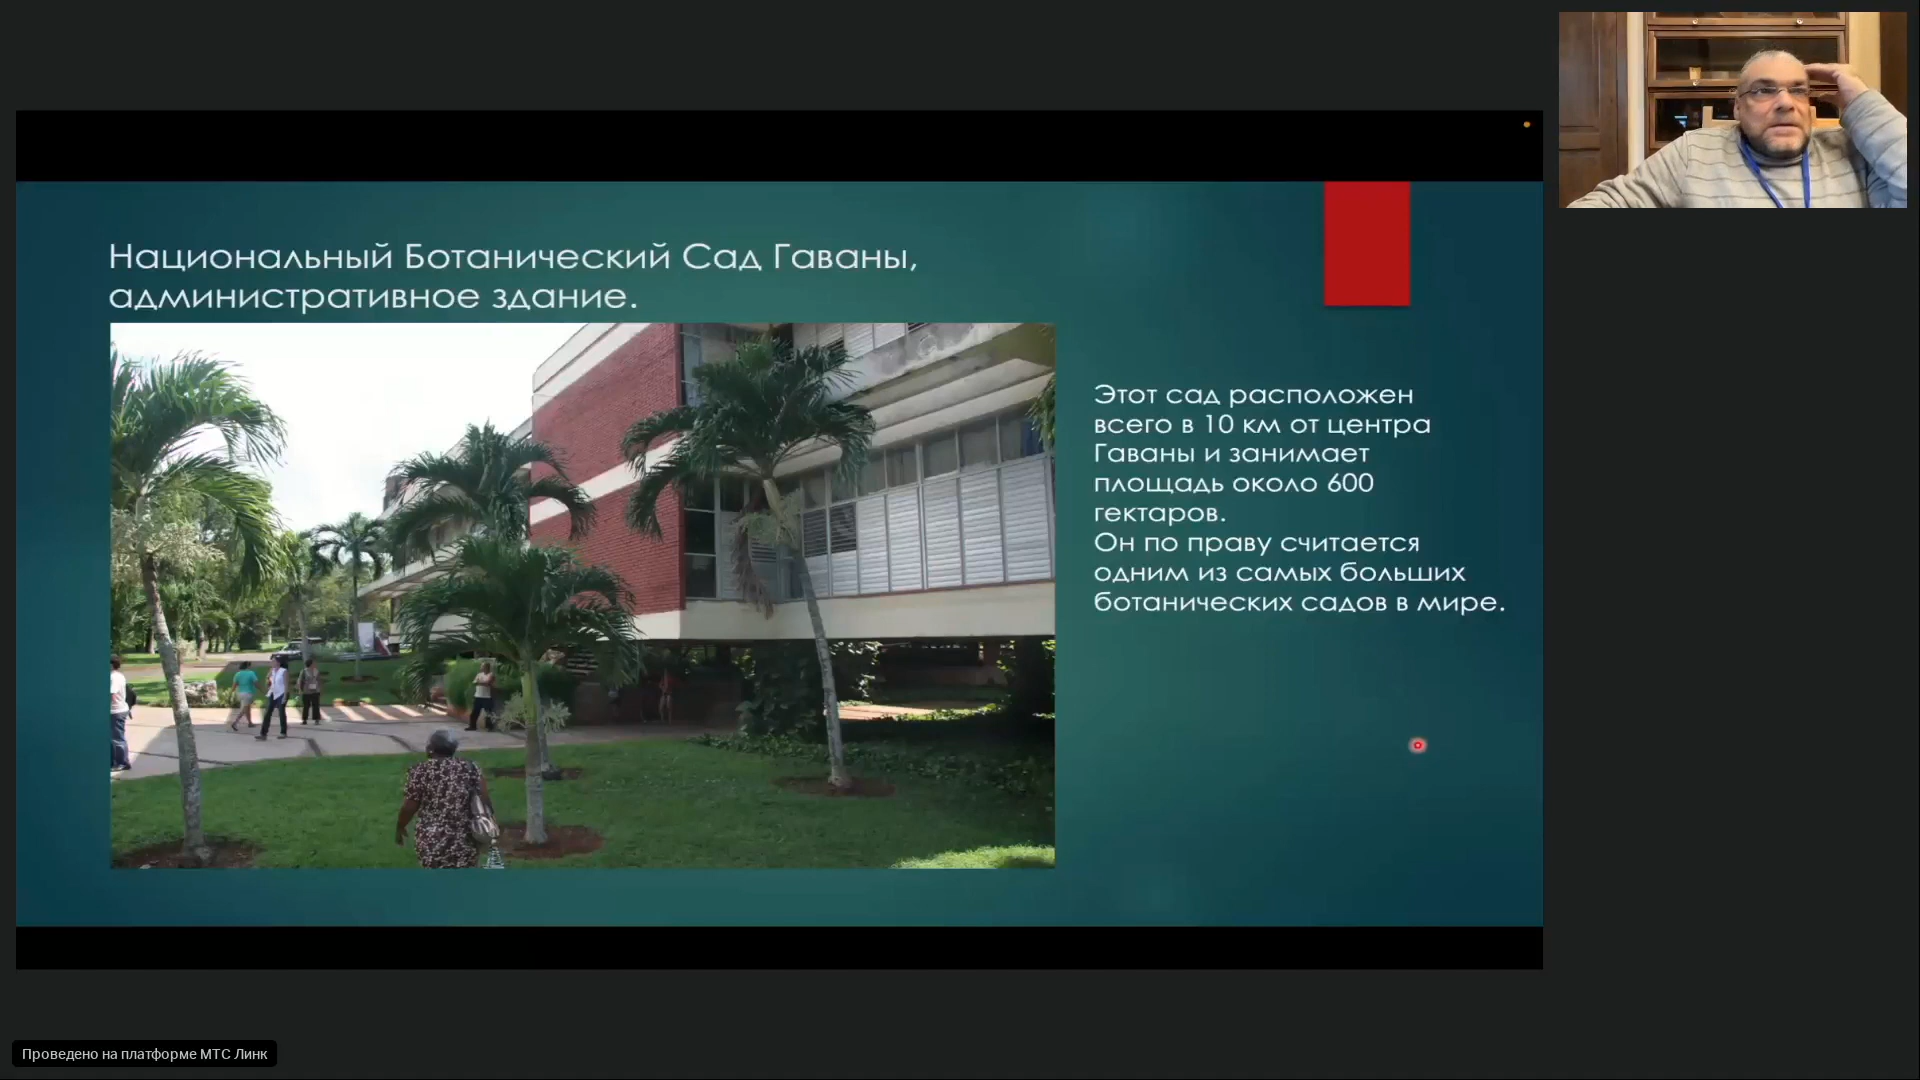 Национальный Ботанический Сад Гаваны,
административное здание.
Этот сад расположен
всего в 10 км от центра
Гаваны и занимает
площадь около 600
гектаров.
Он по праву считается
одним из самых больших
ботанических садов в мире.
Проведено на платформе МТС Линк